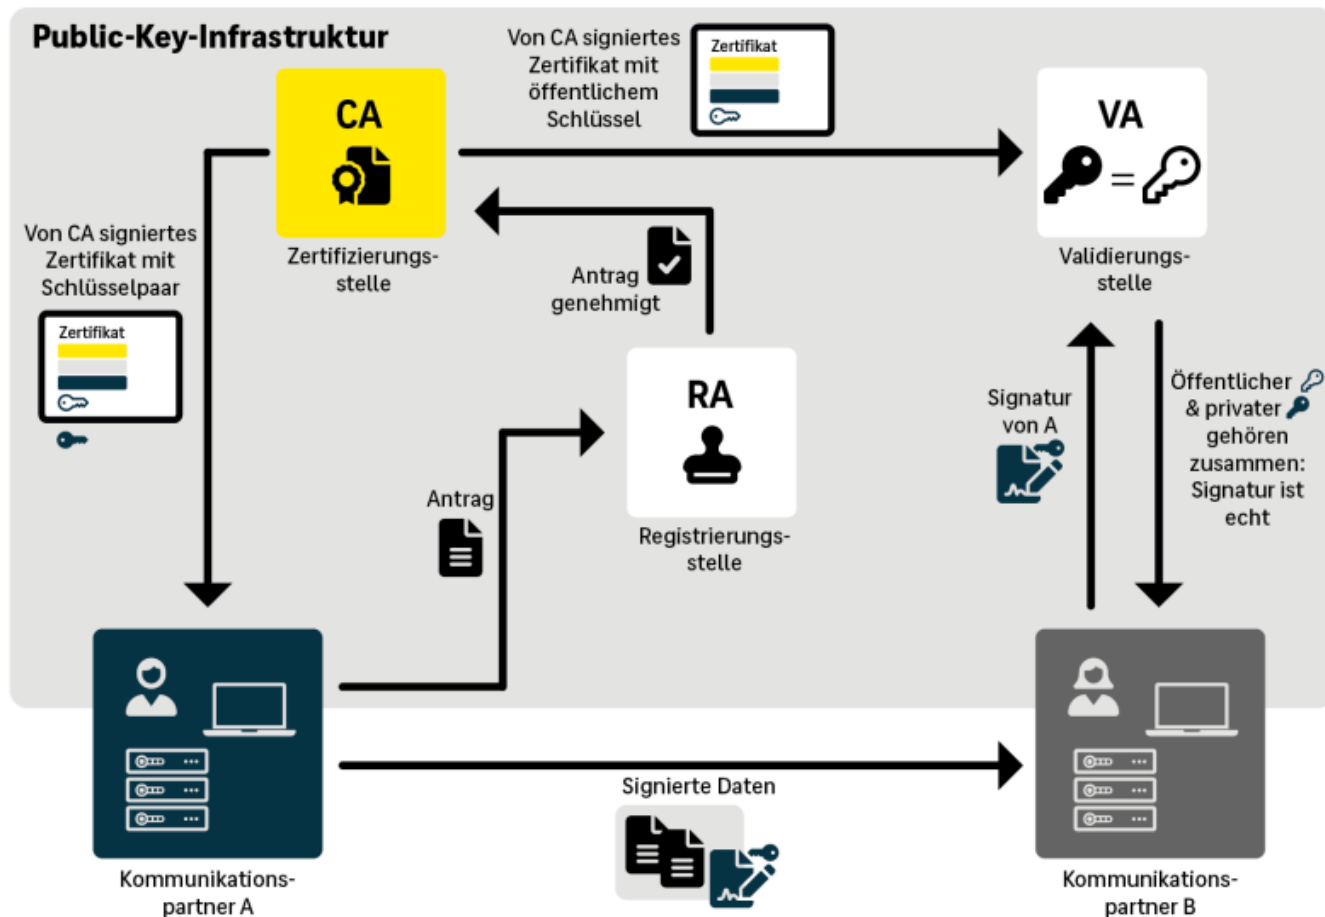 Public-Key-Infrastruktur
Von CA signiertes
Zertifikat mit
öffentlichem
Schlüssel
Zertifikat
CA
Zertifizierungs-
stelle
VA
=
Validierungs-
stelle
Von CA signiertes
Zertifikat mit
Schlüsselpaar
Zertifikat
Antrag
genehmigt
RA
Registrierungs-
stelle
Antrag
Signatur
von A
Öffentlicher
& privater
gehören
zusammen:
Signatur ist
echt
Signierte Daten
Kommunikations-
partner A
Kommunikations-
partner B